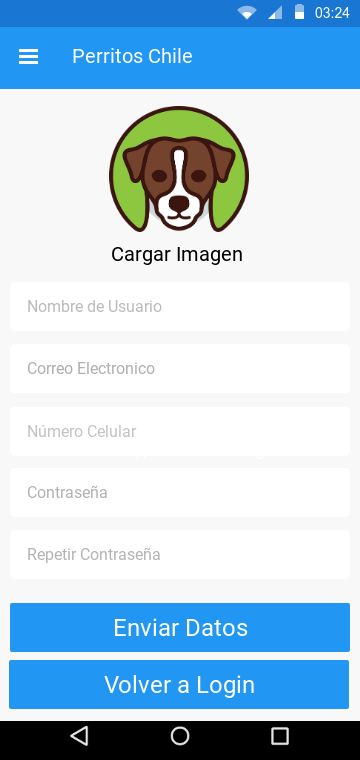 03:24
Perritos Chile
Cargar Imagen
Nombre de Usuario
Correo Electronico
Número Celular
Contraseña
Repetir Contraseña
Enviar Datos
Volver a Login